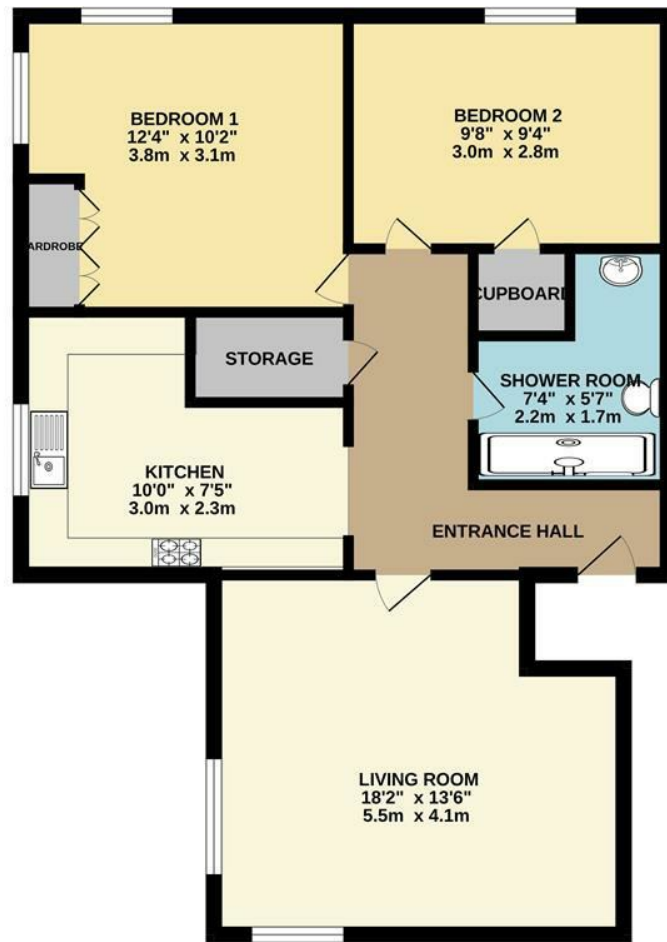 BEDROOM 1
12'4" x 10'2"
3.8m x 3.1m
BEDROOM 2
9'8" x 9'4"
3.0m x 2.8m
ARDROBE
CUPBOARD
STORAGE
SHOWER ROOM
7'4" x 5'7"
2.2m x 1.7m
KITCHEN
10'0" x 7'5"
3.0m x 2.3m
ENTRANCE HALL
LIVING ROOM
18'2" x 13'6"
5.5m x 4.1m